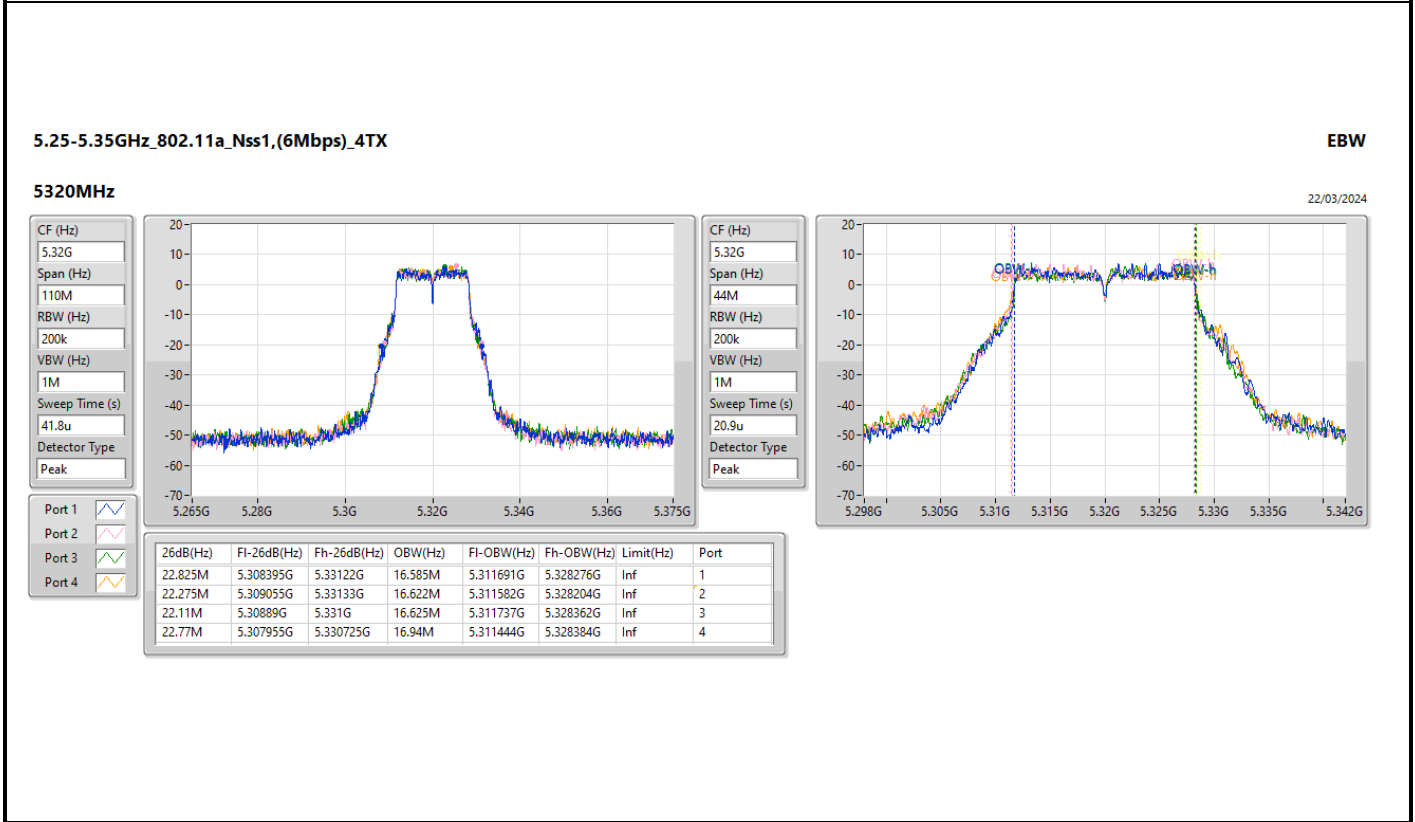 5.25-5.35GHz_802.11a_Nss1,(6Mbps)_4TX
EBW
5320MHz
22/03/2024
CF (Hz)
5.32G
Span (Hz)
110M
RBW (Hz)
200k
VBW (Hz)
1M
Sweep Time (s)
41.8u
Detector Type
Peak
20
10
0
-10
-20
-30
-40
-50
-60
-70
5.265G 5.28G 5.3G 5.32G 5.34G 5.36G 5.375G
CF (Hz)
5.32G
Span (Hz)
44M
RBW (Hz)
200k
VBW (Hz)
1M
Sweep Time (s)
20.9u
Detector Type
Peak
20
10
0
-10
-20
-30
-40
-50
-60
-70
OBW-h
5.298G 5.305G 5.31G 5.315G 5.32G 5.325G 5.33G 5.335G 5.342G
Port 1
Port 2
Port 3
Port 4
26dB(Hz) Fl-26dB(Hz) Fh-26dB(Hz) OBW(Hz) Fl-OBW(Hz) Fh-OBW(Hz) Limit(Hz) Port
22.825M 5.308395G 5.33122G 16.585M 5.311691G 5.328276G Inf 1
22.275M 5.309055G 5.33133G 16.622M 5.311582G 5.328204G Inf 2
22.11M 5.30889G 5.331G 16.625M 5.311737G 5.328362G Inf 3
22.77M 5.307955G 5.330725G 16.94M 5.311444G 5.328384G Inf 4